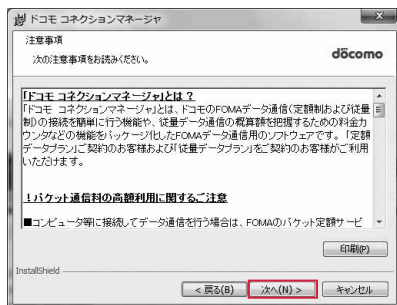 ドコモ コネクションマネージャ
注意事項
次の注意事項をお読みください。
döcomo
「ドコモ コネクションマネージャ」とは?
「ドコモ コネクションマネージャ」とは、ドコモのFOMAデータ通信(定額制および従量
制)の接続を簡単に行う機能や、従量データ通信の概算額を把握するための料金カ
ウンタなどの機能をパッケージ化したFOMAデータ通信用のソフトウェアです。「定額
データプラン」ご契約のお客様および「従量データプラン」をご契約のお客様がご利用
いただけます。
!パケット通信料の高額利用に関するご注意
■コンピュータ等に接続してデータ通信を行う場合は、FOMAのパケット定額サービ
印刷(P)
InstallShield
< 戻る(B)
次へ(N) >
キャンセル